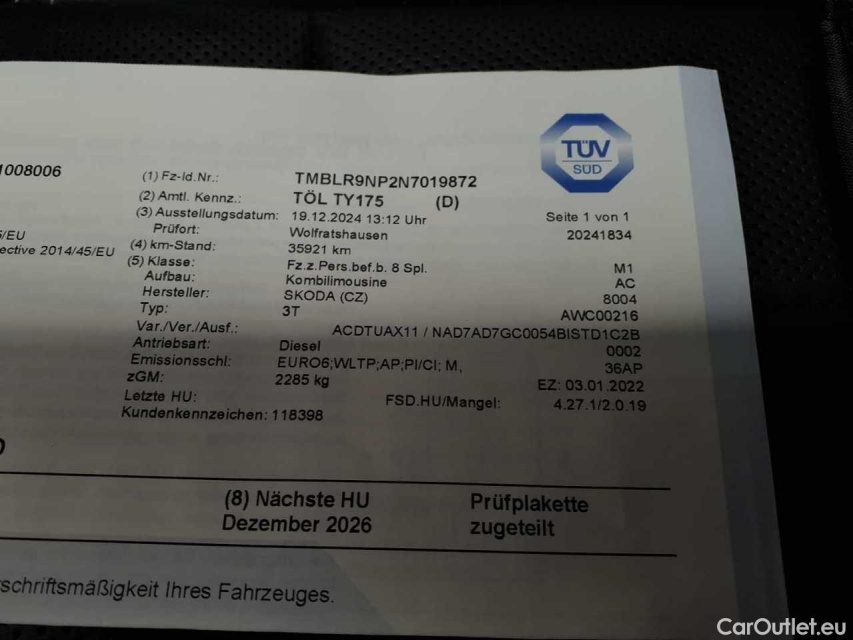 TÜV
SÜD
1008006
(1) Fz-Id.Nr.: TMBLR9NP2N7019872
(2) Amtl. Kennz.: TÖL TY175 (D)
(3) Ausstellungsdatum: 19.12.2024 13:12 Uhr Seite 1 von 1
Prüfort: Wolfratshausen 20241834
/EU
(4) km-Stand: 35921 km
ective 2014/45/EU
(5) Klasse: Fz.z.Pers.bef.b. 8 Spl. M1
Aufbau: Kombilimousine AC
Hersteller: SKODA (CZ) 8004
Typ: 3T AWC00216
Var./Ver./Ausf.: ACDTUAX11 / NAD7AD7GC0054BISTD1C2B
Antriebsart: Diesel 0002
Emissionsschl: EURO6;WLTP;AP;PI/CI; M, 36AP
zGM: 2285 kg EZ: 03.01.2022
Letzte HU: FSD.HU/Mangel: 4.27.1/2.0.19
Kundenkennzeichen: 118398
(8) Nächste HU Prüfplakette
Dezember 2026 zugeteilt
schriftsmäßigkeit Ihres Fahrzeuges.
CarOutlet.eu